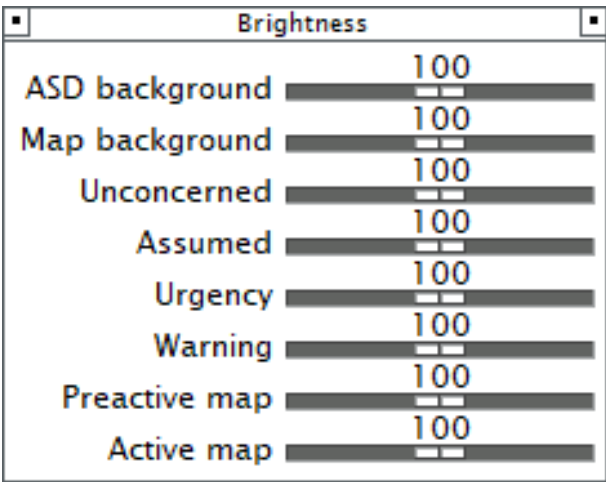 Brightness
100
ASD background
100
Map background
100
Unconcerned
100
Assumed
100
Urgency
100
Warning
100
Preactive map
100
Active map